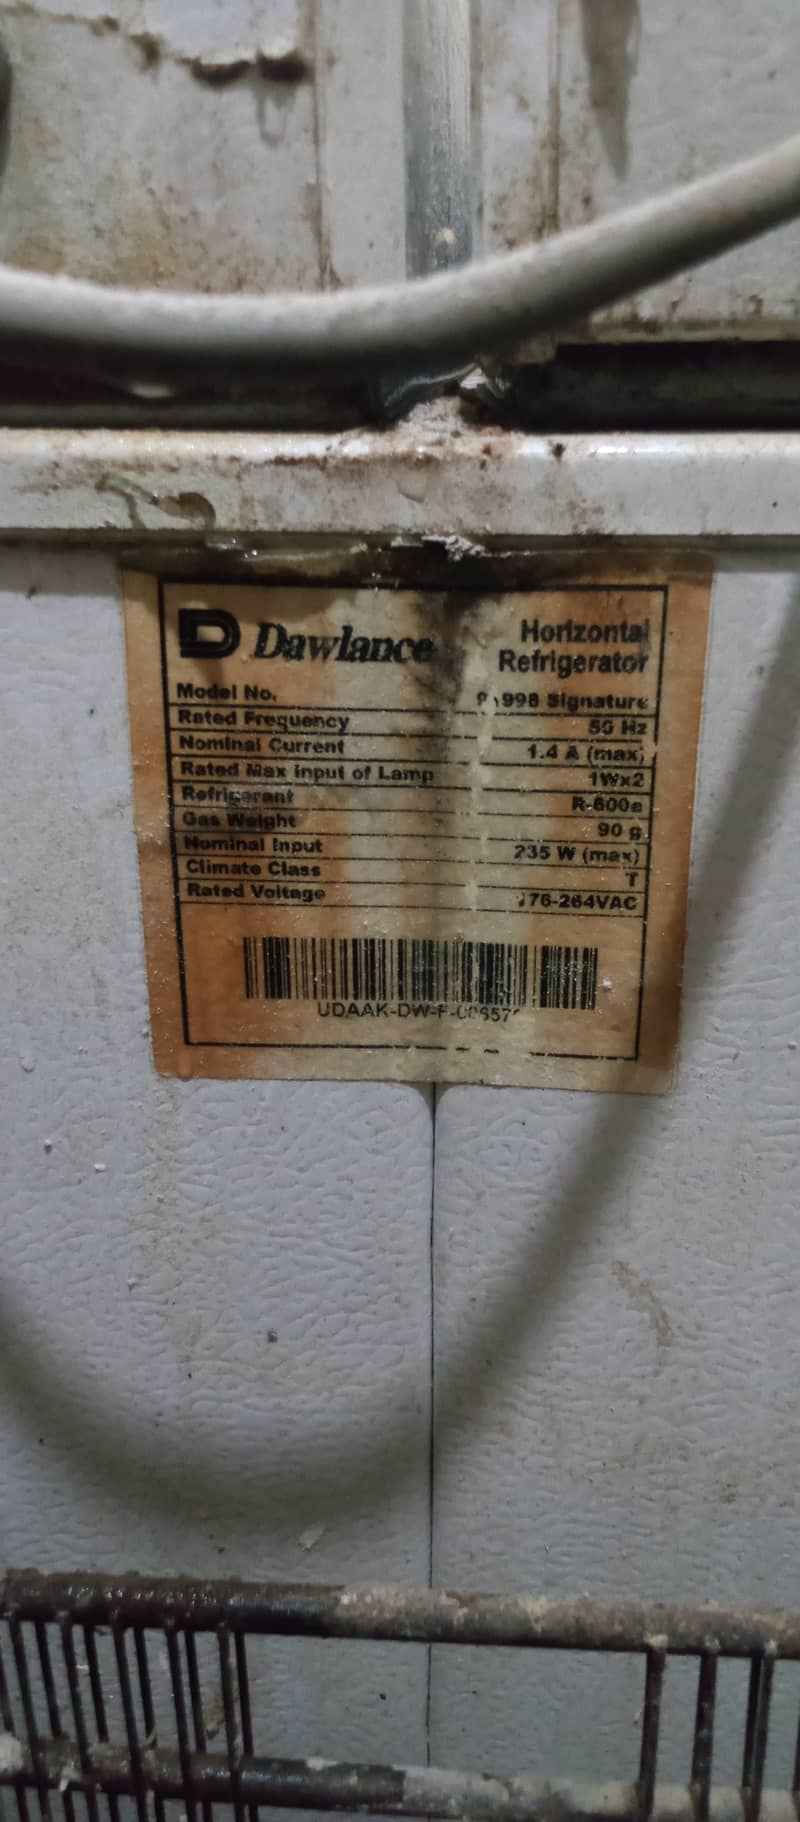 Dawlance
Horizontal
Refrigerator
Model No. Signature
Rated Frequency 50 Hz
Nominal Current 1.4 A (max)
Rated Max input of Lamp 1Wx2
Refrigerant R-600a
Gas Weight 90 g
Nominal Input 235 W (max)
Climate Class T
Rated Voltage